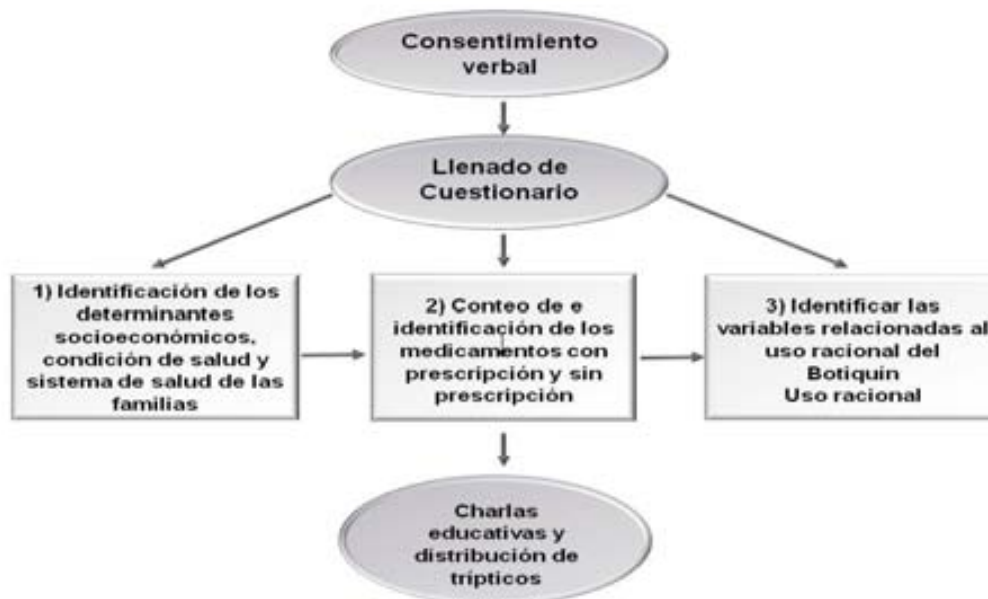 Consentimiento
verbal
Llenado de
Cuestionario
1) Identificación de los
determinantes
socioeconómicos,
condición de salud y
sistema de salud de las
familias
2) Conteo de e
identificación de los
medicamentos con
prescripción y sin
prescripción
3) Identificar las
variables relacionadas al
uso racional del
Botiquín
Uso racional
Charlas
educativas y
distribución de
trípticos